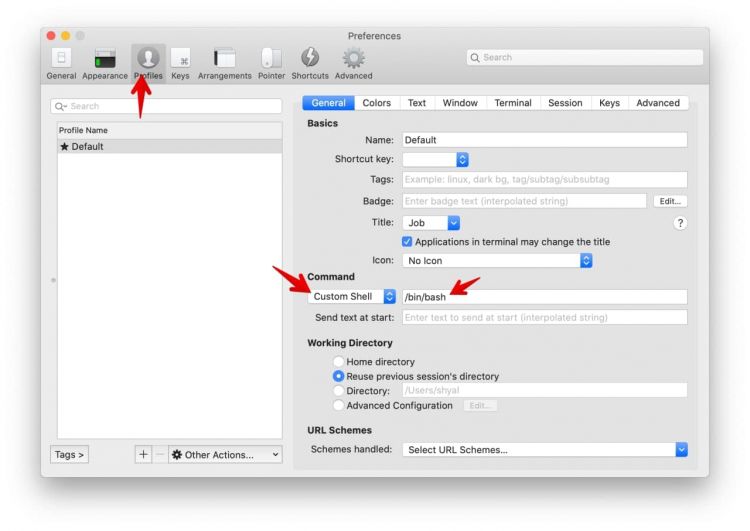 Preferences
Search
General Appearance Profiles Keys Arrangements Pointer Shortcuts Advanced
Search
Profile Name
★ Default
Tags >
+ − Other Actions...
General Colors Text Window Terminal Session Keys Advanced
Basics
Name: Default
Shortcut key:
Tags: Example: linux, dark bg, tag/subtag/subsubtag
Badge: Enter badge text (interpolated string) Edit...
Title: Job ?
Applications in terminal may change the title
Icon: No Icon
Command
Custom Shell /bin/bash
Send text at start: Enter text to send at start (interpolated string)
Working Directory
Home directory
Reuse previous session's directory
Directory: /Users/shyal
Advanced Configuration Edit...
URL Schemes
Schemes handled: Select URL Schemes...